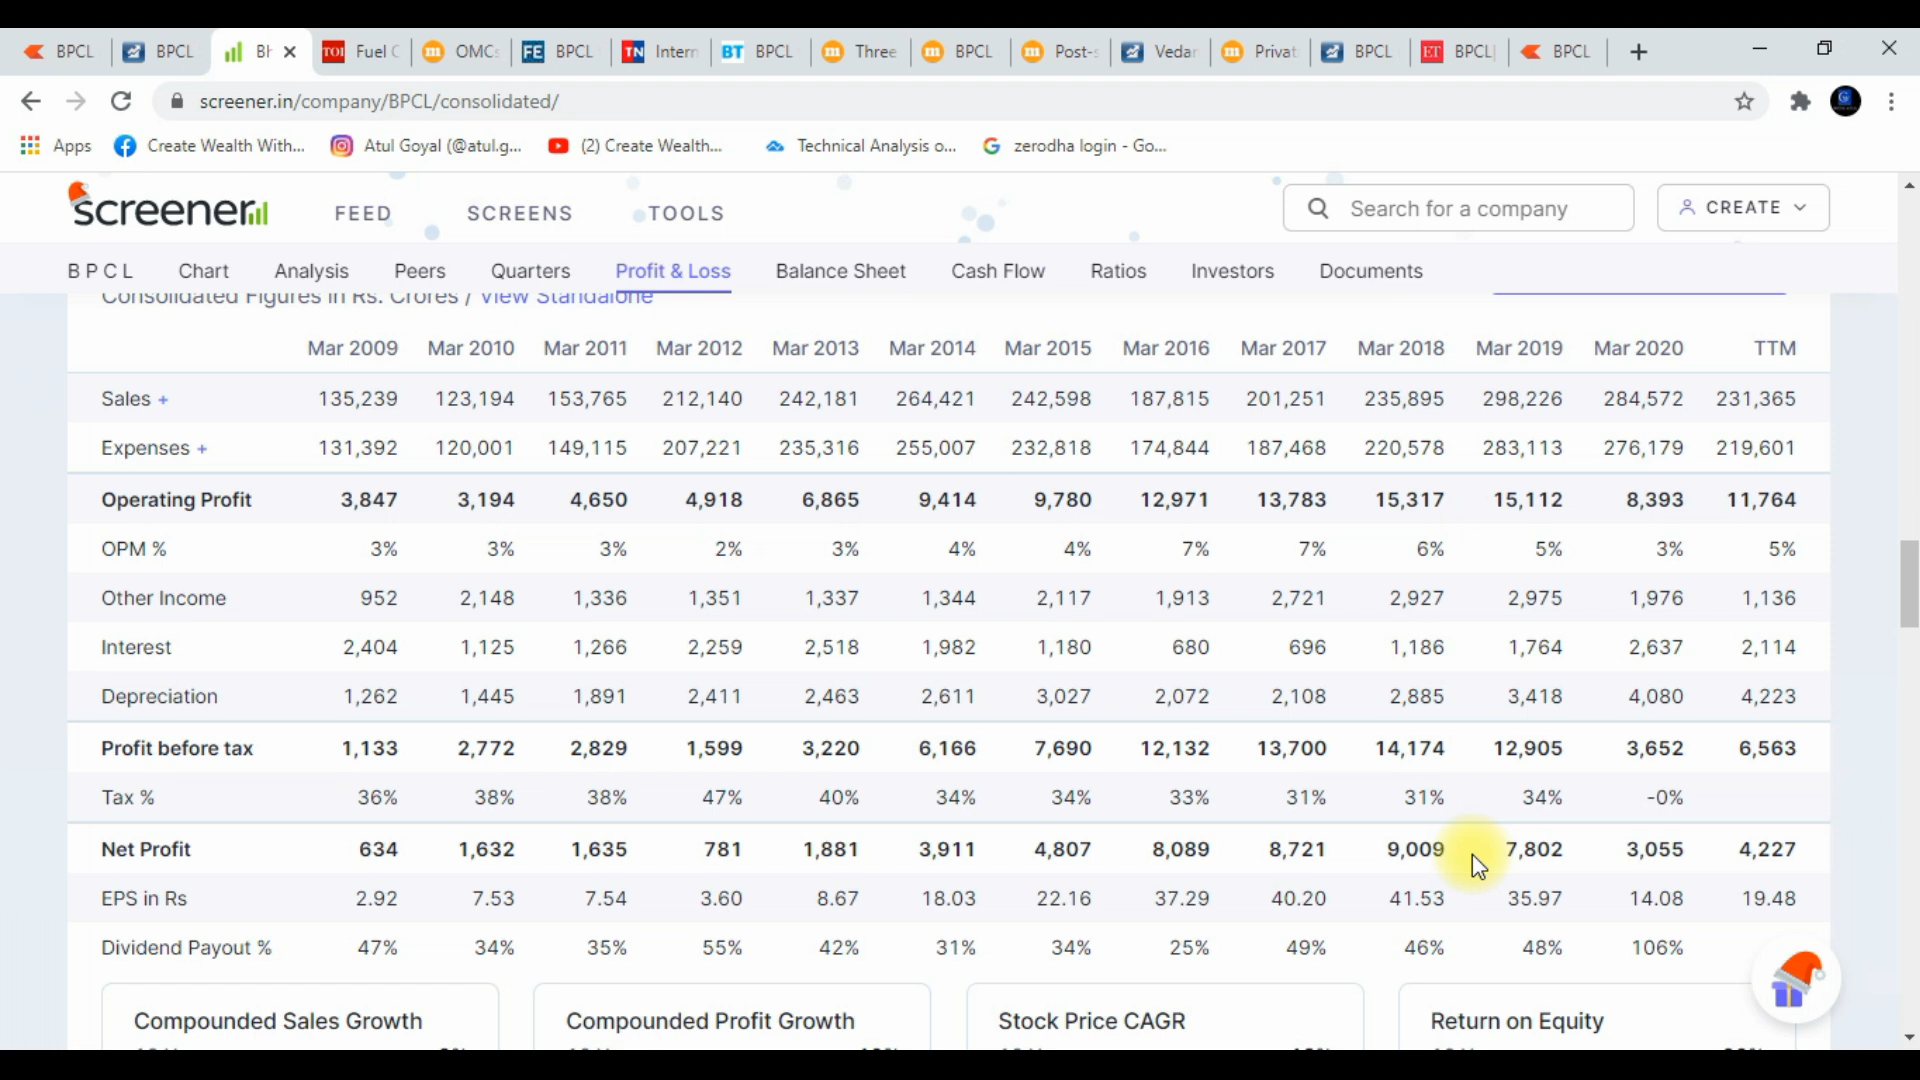 BPCL BPCL BH TOI Fuel C OMCs FE BPCL TN Intern BT BPCL Three BPCL Post-s Vedan Privat BPCL ET BPCL| BPCL
screener.in/company/BPCL/consolidated/
Apps Create Wealth With... Atul Goyal (@atul.g... (2) Create Wealth... Technical Analysis o... zerodha login - Go...
screener FEED SCREENS TOOLS Search for a company CREATE
B P C L Chart Analysis Peers Quarters Profit & Loss Balance Sheet Cash Flow Ratios Investors Documents
Consolidated Figures in Rs. Crores / View Standalone
Mar 2009 Mar 2010 Mar 2011 Mar 2012 Mar 2013 Mar 2014 Mar 2015 Mar 2016 Mar 2017 Mar 2018 Mar 2019 Mar 2020 TTM
Sales + 135,239 123,194 153,765 212,140 242,181 264,421 242,598 187,815 201,251 235,895 298,226 284,572 231,365
Expenses + 131,392 120,001 149,115 207,221 235,316 255,007 232,818 174,844 187,468 220,578 283,113 276,179 219,601
Operating Profit 3,847 3,194 4,650 4,918 6,865 9,414 9,780 12,971 13,783 15,317 15,112 8,393 11,764
OPM % 3% 3% 3% 2% 3% 4% 4% 7% 7% 6% 5% 3% 5%
Other Income 952 2,148 1,336 1,351 1,337 1,344 2,117 1,913 2,721 2,927 2,975 1,976 1,136
Interest 2,404 1,125 1,266 2,259 2,518 1,982 1,180 680 696 1,186 1,764 2,637 2,114
Depreciation 1,262 1,445 1,891 2,411 2,463 2,611 3,027 2,072 2,108 2,885 3,418 4,080 4,223
Profit before tax 1,133 2,772 2,829 1,599 3,220 6,166 7,690 12,132 13,700 14,174 12,905 3,652 6,563
Tax % 36% 38% 38% 47% 40% 34% 34% 33% 31% 31% 34% -0%
Net Profit 634 1,632 1,635 781 1,881 3,911 4,807 8,089 8,721 9,009 7,802 3,055 4,227
EPS in Rs 2.92 7.53 7.54 3.60 8.67 18.03 22.16 37.29 40.20 41.53 35.97 14.08 19.48
Dividend Payout % 47% 34% 35% 55% 42% 31% 34% 25% 49% 46% 48% 106%
Compounded Sales Growth Compounded Profit Growth Stock Price CAGR Return on Equity